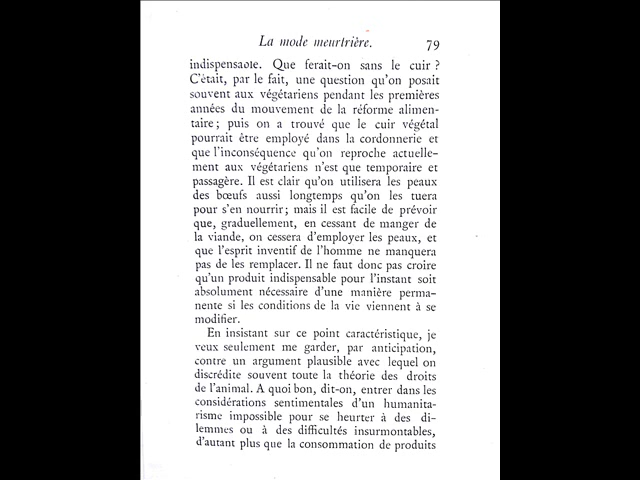 La mode meurtrière. 79
indispensable. Que ferait-on sans le cuir ?
C'était, par le fait, une question qu'on posait
souvent aux végétariens pendant les premières
années du mouvement de la réforme alimen-
taire ; puis on a trouvé que le cuir végétal
pourrait être employé dans la cordonnerie et
que l'inconséquence qu'on reproche actuelle-
ment aux végétariens n'est que temporaire et
passagère. Il est clair qu'on utilisera les peaux
des bœufs aussi longtemps qu'on les tuera
pour s'en nourrir ; mais il est facile de prévoir
que, graduellement, en cessant de manger de
la viande, on cessera d'employer les peaux, et
que l'esprit inventif de l'homme ne manquera
pas de les remplacer. Il ne faut donc pas croire
qu'un produit indispensable pour l'instant soit
absolument nécessaire d'une manière perma-
nente si les conditions de la vie viennent à se
modifier.
En insistant sur ce point caractéristique, je
veux seulement me garder, par anticipation,
contre un argument plausible avec lequel on
discrédite souvent toute la théorie des droits
de l'animal. A quoi bon, dit-on, entrer dans les
considérations sentimentales d'un humanita-
risme impossible pour se heurter à des di-
lemmes ou à des difficultés insurmontables,
d'autant plus que la consommation de produits